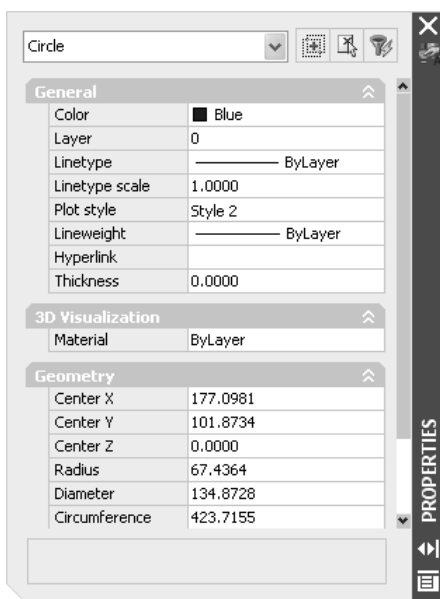 Circle
General
Color Blue
Layer 0
Linetype ByLayer
Linetype scale 1.0000
Plot style Style 2
Lineweight ByLayer
Hyperlink
Thickness 0.0000
3D Visualization
Material ByLayer
Geometry
Center X 177.0981
Center Y 101.8734
Center Z 0.0000
Radius 67.4364
Diameter 134.8728
Circumference 423.7155
PROPERTIES